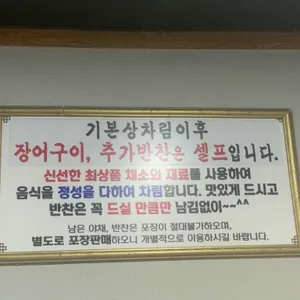 기본상차림이후
장어구이, 추가반찬은 셀프입니다.
신선한 최상품 채소와 재료를 사용하여
음식을 정성을 다하여 차림합니다. 맛있게 드시고
반찬은 꼭 드실 만큼만 남김없이~~^^
남은 야채, 반찬은 포장이 절대불가하오며,
별도로 포장판매하오니 개별적으로 이용하시길 바랍니다.